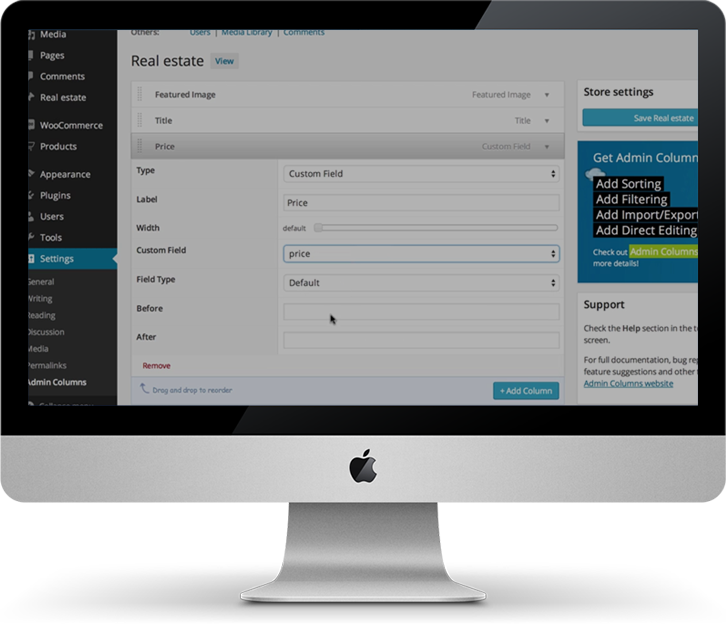 Media
Pages
Comments
Real estate
WooCommerce
Products
Appearance
Plugins
Users
Tools
Settings
General
Writing
Reading
Discussion
Media
Permalinks
Admin Columns
Collapse menu
Others: Users | Media Library | Comments
Real estate View
Featured Image Featured Image
Title Title
Price Custom Field
Type Custom Field
Label Price
Width default
Custom Field price
Field Type Default
Before
After
Remove
Drag and drop to reorder
+ Add Column
Store settings
Save Real estate
Get Admin Column
Add Sorting
Add Filtering
Add Import/Export
Add Direct Editing
Check out Admin Columns
more details!
Support
Check the Help section in the t
screen.
For full documentation, bug rep
feature suggestions and other t
Admin Columns website